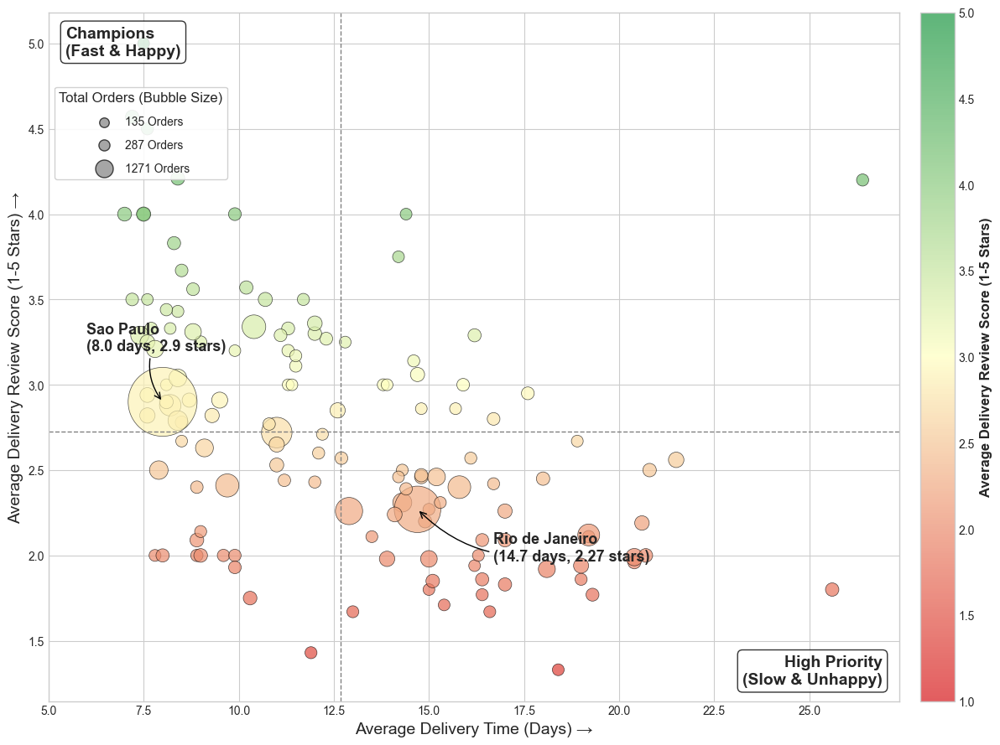 Champions
(Fast & Happy)
Total Orders (Bubble Size)
135 Orders
287 Orders
1271 Orders
Sao Paulo
(8.0 days, 2.9 stars)
Rio de Janeiro
(14.7 days, 2.27 stars)
High Priority
(Slow & Unhappy)
Average Delivery Review Score (1-5 Stars) →
5.0
4.5
4.0
3.5
3.0
2.5
2.0
1.5
5.0
7.5
10.0
12.5
15.0
17.5
20.0
22.5
25.0
Average Delivery Time (Days) →
5.0
4.5
4.0
3.5
3.0
2.5
2.0
1.5
1.0
Average Delivery Review Score (1-5 Stars)